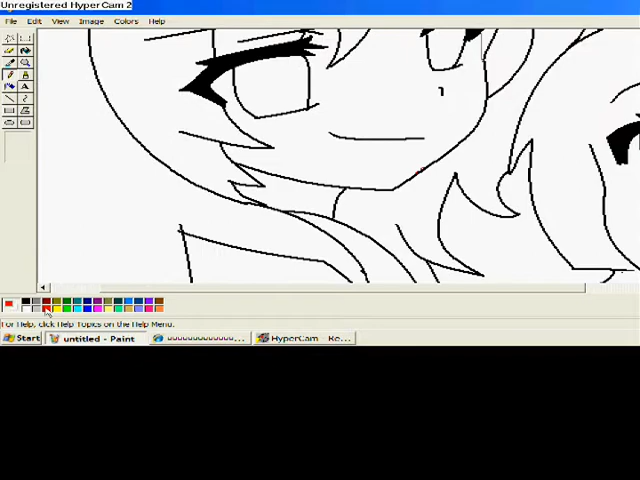 Unregistered HyperCam 2
File Edit View Image Colors Help
A
For Help, click Help Topics on the Help Menu.
Start untitled - Paint HyperCam - Re...